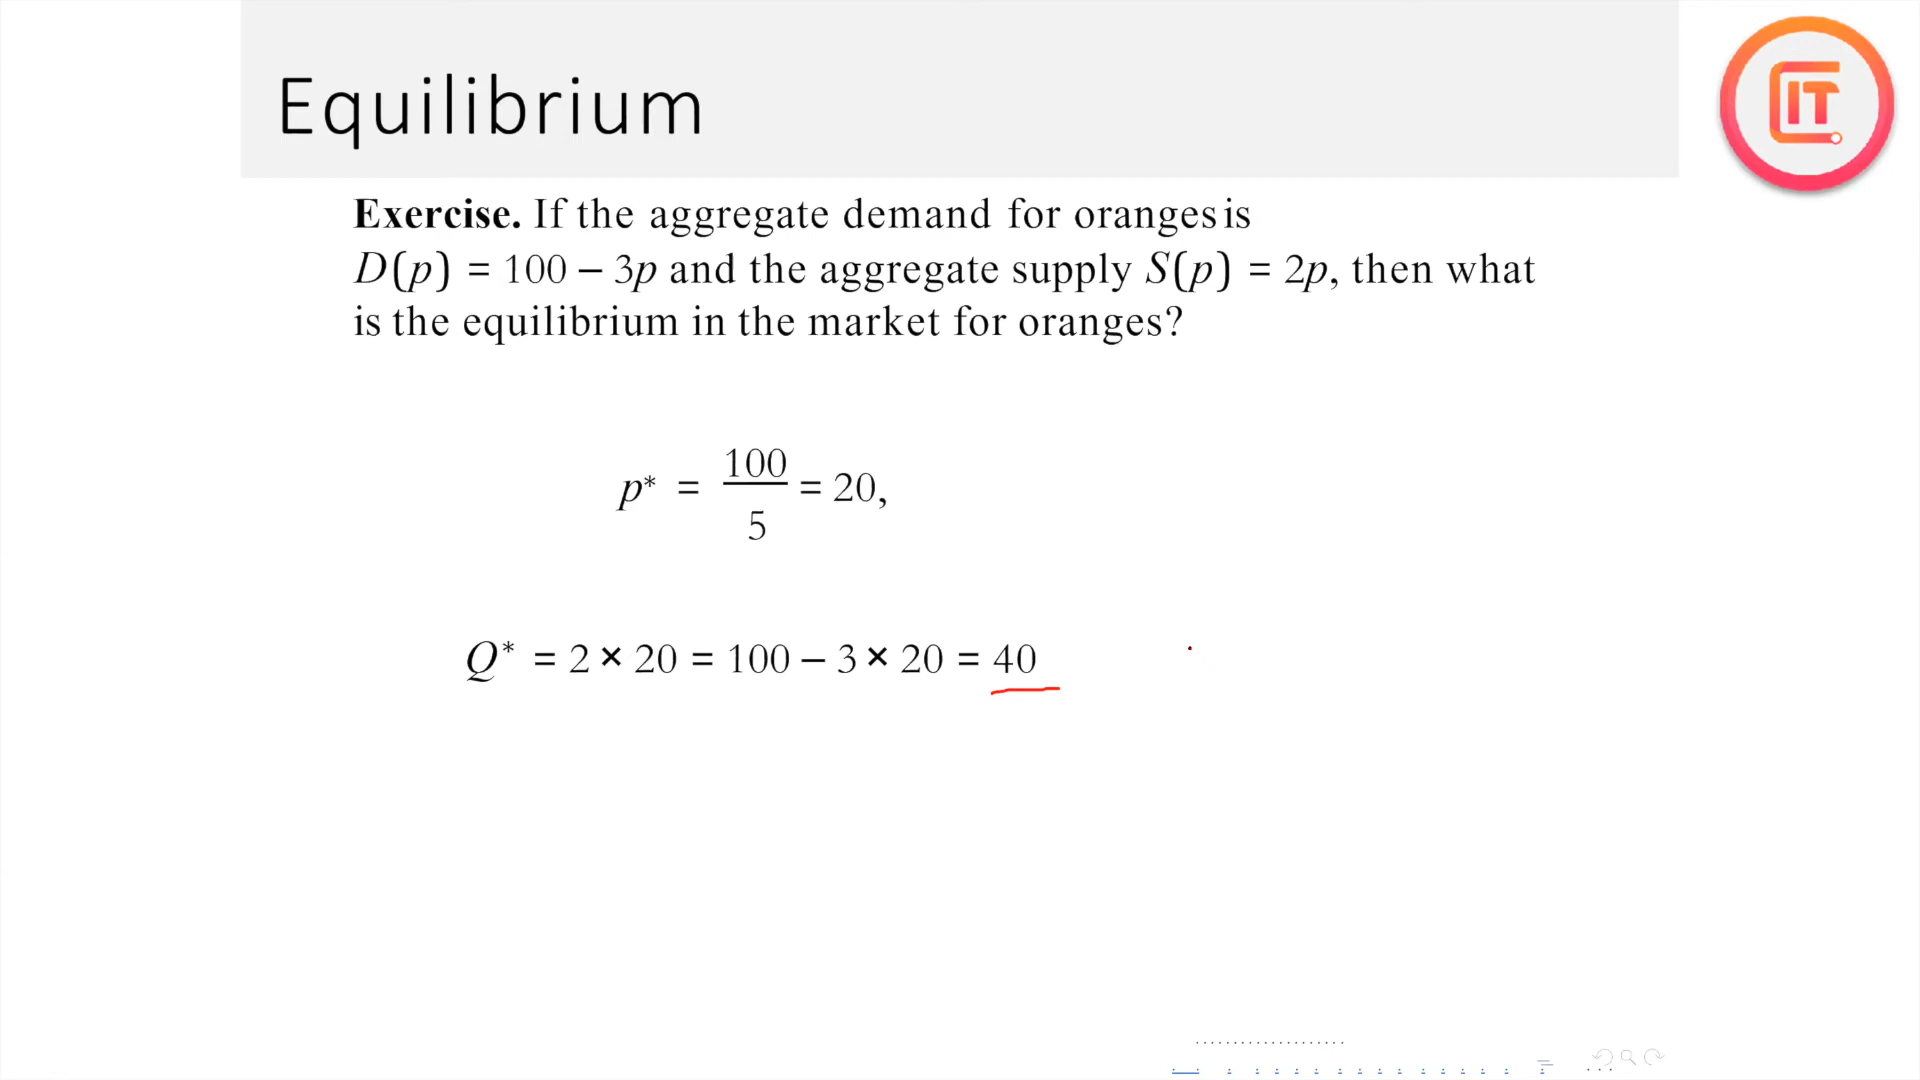 Equilibrium
IT
Exercise. If the aggregate demand for oranges is
D(p) = 100 − 3p and the aggregate supply S(p) = 2p, then what
is the equilibrium in the market for oranges?
p* = 100/5 = 20,
Q* = 2 × 20 = 100 − 3 × 20 = 40